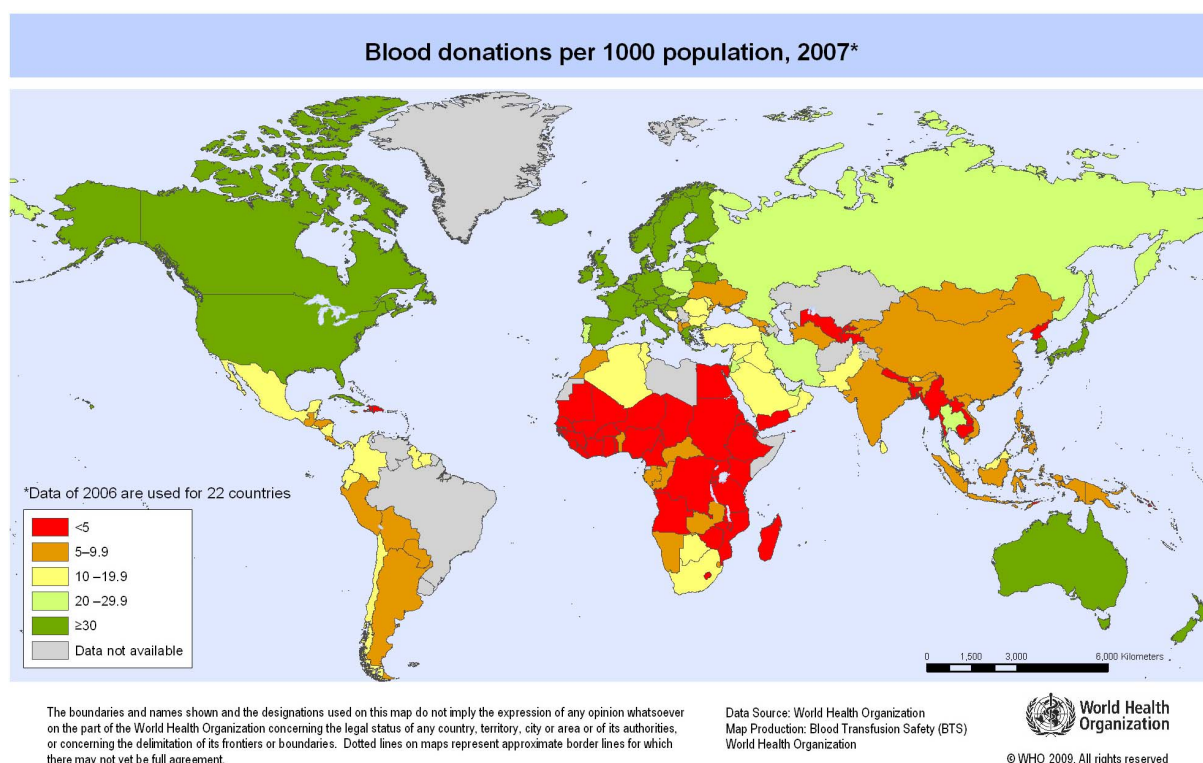 Blood donations per 1000 population, 2007*
*Data of 2006 are used for 22 countries
<5
5–9.9
10 –19.9
20 –29.9
≥30
Data not available
0 1,500 3,000 6,000 Kilometers
The boundaries and names shown and the designations used on this map do not imply the expression of any opinion whatsoever
on the part of the World Health Organization concerning the legal status of any country, territory, city or area or of its authorities,
or concerning the delimitation of its frontiers or boundaries. Dotted lines on maps represent approximate border lines for which
there may not yet be full agreement.
Data Source: World Health Organization
Map Production: Blood Transfusion Safety (BTS)
World Health Organization
World Health
Organization
© WHO 2009. All rights reserved